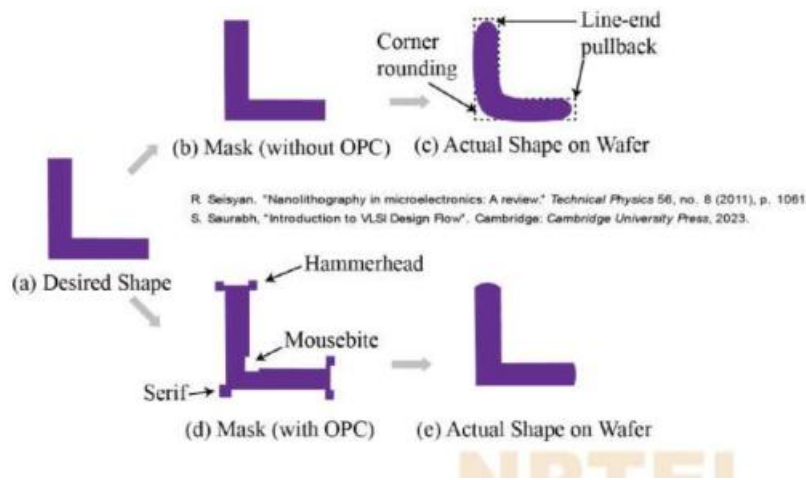 Line-end
pullback
Corner
rounding
(b) Mask (without OPC)
(c) Actual Shape on Wafer
R. Seisyan. "Nanolithography in microelectronics: A review." Technical Physics 56, no. 8 (2011), p. 1061
S. Saurabh, "Introduction to VLSI Design Flow". Cambridge: Cambridge University Press, 2023.
(a) Desired Shape
Hammerhead
Mousebite
Serif
(d) Mask (with OPC)
(e) Actual Shape on Wafer